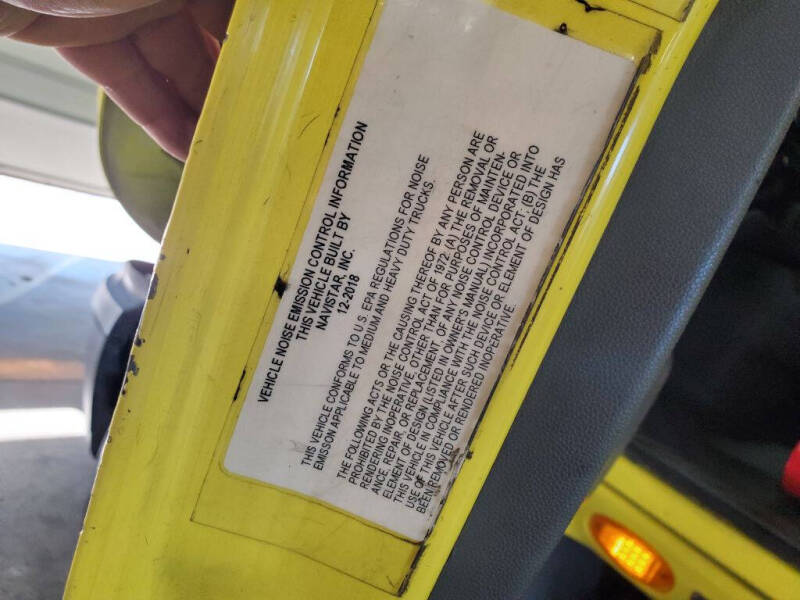 VEHICLE NOISE EMISSION CONTROL INFORMATION
THIS VEHICLE BUILT BY
NAVISTAR, INC.
12-2018
THIS VEHICLE CONFORMS TO U.S. EPA REGULATIONS FOR NOISE
EMISSON APPLICABLE TO MEDIUM AND HEAVY DUTY TRUCKS
THE FOLLOWING ACTS OR THE CAUSING THEREOF BY ANY PERSON ARE
PROHIBITED BY THE NOISE CONTROL ACT OF 1972: (A) THE REMOVAL OR
RENDERING INOPERATIVE, OTHER THAN FOR PURPOSES OF MAINTEN-
ANCE, REPAIR, OR REPLACEMENT, OF ANY NOISE CONTROL DEVICE OR
ELEMENT OF DESIGN (LISTED IN OWNER'S MANUAL) INCORPORATED INTO
THIS VEHICLE IN COMPLIANCE WITH THE NOISE CONTROL ACT; (B) THE
USE OF THIS VEHICLE AFTER SUCH DEVICE OR ELEMENT OF DESIGN HAS
BEEN REMOVED OR RENDERED INOPERATIVE.